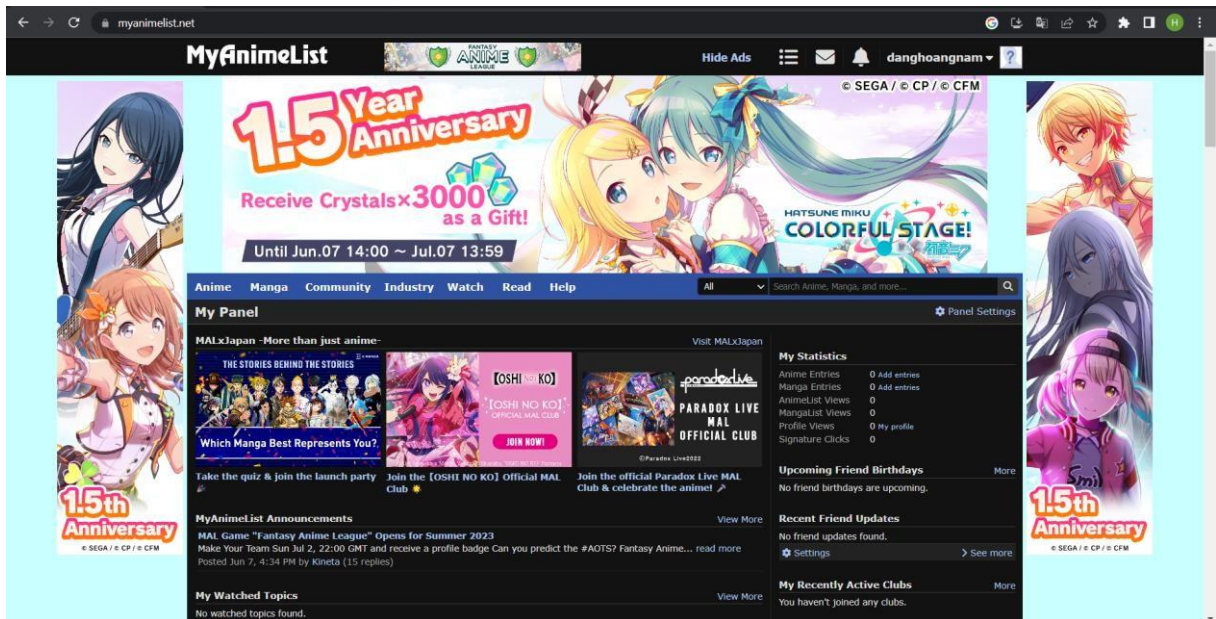 myanimelist.net
H
MyAnimeList
FANTASY
ANIME
LEAGUE
Hide Ads
danghoangnam
?
© SEGA / © CP / © CFM
1.5 Year
Anniversary
Receive Crystals×3000
as a Gift!
Until Jun.07 14:00 ~ Jul.07 13:59
HATSUNE MIKU
COLORFUL STAGE!
初音ミク
Anime Manga Community Industry Watch Read Help
All
Search Anime, Manga, and more...
My Panel
Panel Settings
MALxJapan -More than just anime-
Visit MALxJapan
THE STORIES BEHIND THE STORIES
Which Manga Best Represents You?
Take the quiz & join the launch party
【OSHI NO KO】
【OSHI NO KO】
OFFICIAL MAL CLUB
JOIN NOW!
Join the【OSHI NO KO】Official MAL
Club
paradoxlive
PARADOX LIVE
MAL
OFFICIAL CLUB
©Paradox Live2022
Join the official Paradox Live MAL
Club & celebrate the anime!
MyAnimeList Announcements
View More
MAL Game "Fantasy Anime League" Opens for Summer 2023
Make Your Team Sun Jul 2, 22:00 GMT and receive a profile badge Can you predict the #AOTS? Fantasy Anime... read more
Posted Jun 7, 4:34 PM by Kineta (15 replies)
My Watched Topics
View More
No watched topics found.
My Statistics
Anime Entries 0 Add entries
Manga Entries 0 Add entries
AnimeList Views 0
MangaList Views 0
Profile Views 0 My profile
Signature Clicks 0
Upcoming Friend Birthdays
More
No friend birthdays are upcoming.
Recent Friend Updates
No friend updates found.
Settings
See more
My Recently Active Clubs
More
You haven't joined any clubs.
1.5th
Anniversary
© SEGA / © CP / © CFM
Smil
1.5th
Anniversary
© SEGA / © CP / © CFM